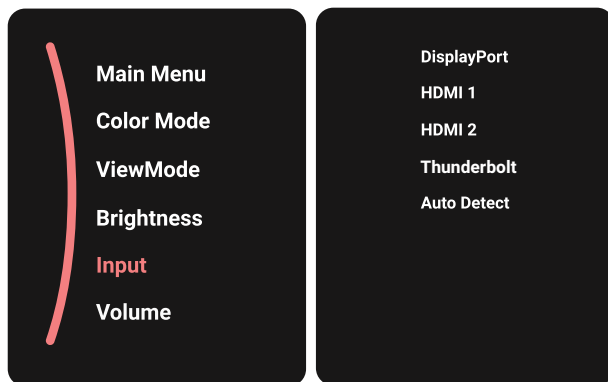 Main Menu
Color Mode
ViewMode
Brightness
Input
Volume
DisplayPort
HDMI 1
HDMI 2
Thunderbolt
Auto Detect